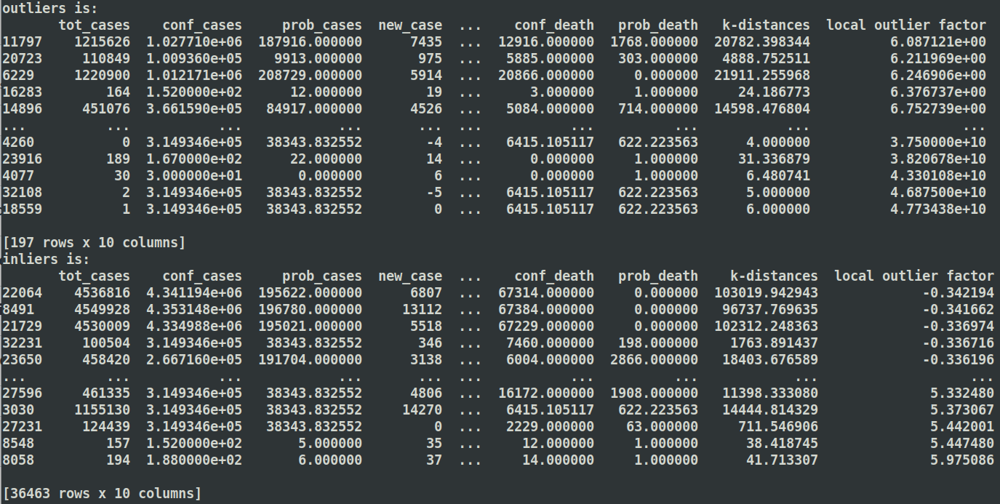 outliers is:
tot_cases conf_cases prob_cases new_case ... conf_death prob_death k-distances local outlier factor
11797 1215626 1.027710e+06 187916.000000 7435 ... 12916.000000 1768.000000 20782.398344 6.087121e+00
20723 110849 1.009360e+05 9913.000000 975 ... 5885.000000 303.000000 4888.752511 6.211969e+00
6229 1220900 1.012171e+06 208729.000000 5914 ... 20866.000000 0.000000 21911.255968 6.246906e+00
16283 164 1.520000e+02 12.000000 19 ... 3.000000 1.000000 24.186773 6.376737e+00
14896 451076 3.661590e+05 84917.000000 4526 ... 5084.000000 714.000000 14598.476804 6.752739e+00
... ... ... ... ... ... ... ... ... ...
4260 0 3.149346e+05 38343.832552 -4 ... 6415.105117 622.223563 4.000000 3.750000e+10
23916 189 1.670000e+02 22.000000 14 ... 0.000000 1.000000 31.336879 3.820678e+10
4077 30 3.000000e+01 0.000000 6 ... 0.000000 1.000000 6.480741 4.330108e+10
32108 2 3.149346e+05 38343.832552 -5 ... 6415.105117 622.223563 5.000000 4.687500e+10
18559 1 3.149346e+05 38343.832552 0 ... 6415.105117 622.223563 6.000000 4.773438e+10
[197 rows x 10 columns]
inliers is:
tot_cases conf_cases prob_cases new_case ... conf_death prob_death k-distances local outlier factor
22064 4536816 4.341194e+06 195622.000000 6807 ... 67314.000000 0.000000 103019.942943 -0.342194
8491 4549928 4.353148e+06 196780.000000 13112 ... 67384.000000 0.000000 96737.769635 -0.341662
21729 4530009 4.334988e+06 195021.000000 5518 ... 67229.000000 0.000000 102312.248363 -0.336974
32231 100504 3.149346e+05 38343.832552 346 ... 7460.000000 198.000000 1763.891437 -0.336716
23650 458420 2.667160e+05 191704.000000 3138 ... 6004.000000 2866.000000 18403.676589 -0.336196
... ... ... ... ... ... ... ... ... ...
27596 461335 3.149346e+05 38343.832552 4806 ... 16172.000000 1908.000000 11398.333080 5.332480
3030 1155130 3.149346e+05 38343.832552 14270 ... 6415.105117 622.223563 14444.814329 5.373067
27231 124439 3.149346e+05 38343.832552 0 ... 2229.000000 63.000000 711.546906 5.442001
8548 157 1.520000e+02 5.000000 35 ... 12.000000 1.000000 38.418745 5.447480
8058 194 1.880000e+02 6.000000 37 ... 14.000000 1.000000 41.713307 5.975086
[36463 rows x 10 columns]